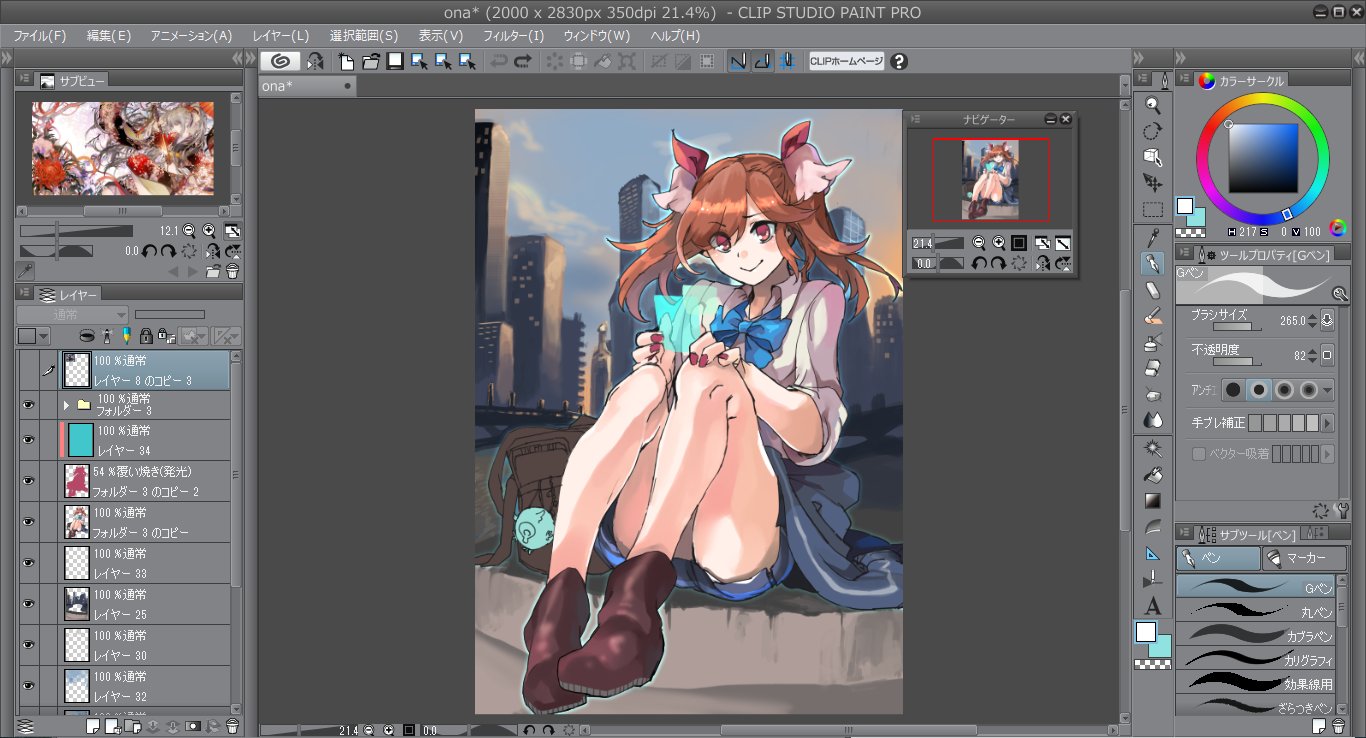 ona* (2000 x 2830px 350dpi 21.4%) - CLIP STUDIO PAINT PRO
ファイル(F) 編集(E) アニメーション(A) レイヤー(L) 選択範囲(S) 表示(V) フィルター(I) ウィンドウ(W) ヘルプ(H)
CLIPホームページ
ona*
サブビュー
12.1
0.0
レイヤー
通常
100 %通常
レイヤー 8 のコピー 3
100 %通常
フォルダー 3
100 %通常
レイヤー 34
54 %覆い焼き(発光)
フォルダー 3 のコピー 2
100 %通常
フォルダー 3 のコピー
100 %通常
レイヤー 33
100 %通常
レイヤー 25
100 %通常
レイヤー 30
100 %通常
レイヤー 32
21.4
0.0
ナビゲーター
21.4
0.0
カラーサークル
H 217 S 0 V 100
ツールプロパティ[Gペン]
Gペン
ブラシサイズ 265.0
不透明度 82
アンチエ
手ブレ補正
ベクター吸着
サブツール[ペン]
ペン
マーカー
Gペン
丸ペン
カブラペン
カリグラフィ
効果線用
ざらつきペン
A